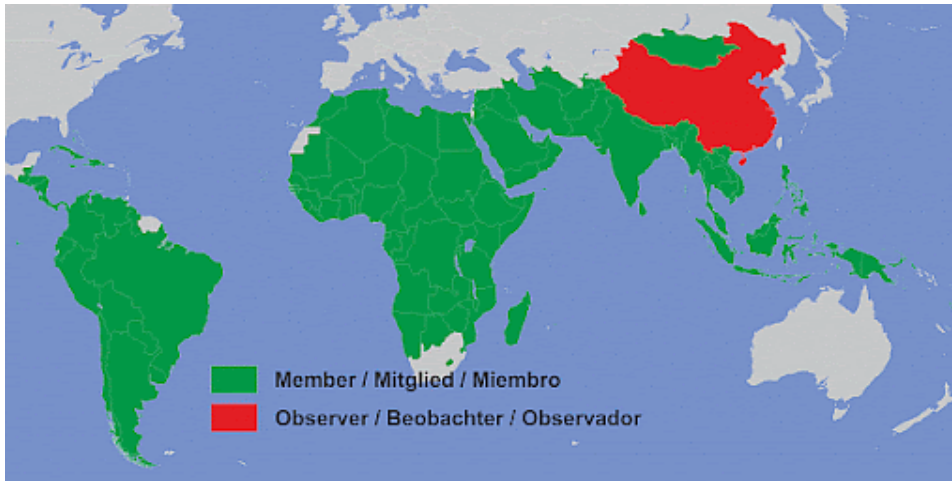 Member / Mitglied / Miembro
Observer / Beobachter / Observador